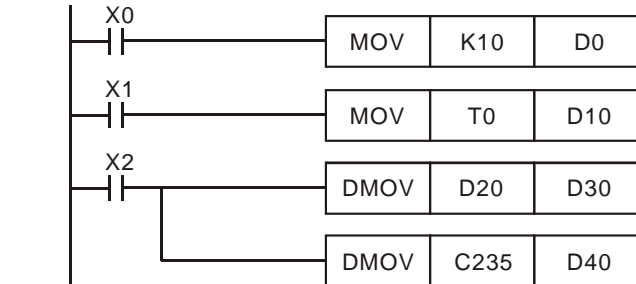 X0
MOV K10 D0
X1
MOV T0 D10
X2
DMOV D20 D30
DMOV C235 D40